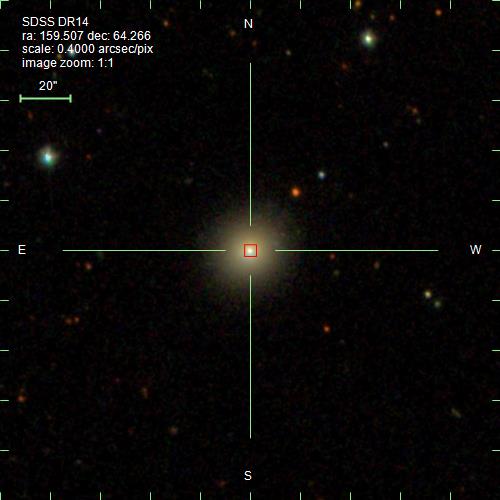 SDSS DR14
ra: 159.507 dec: 64.266
scale: 0.4000 arcsec/pix
image zoom: 1:1
20"
N
E
W
S